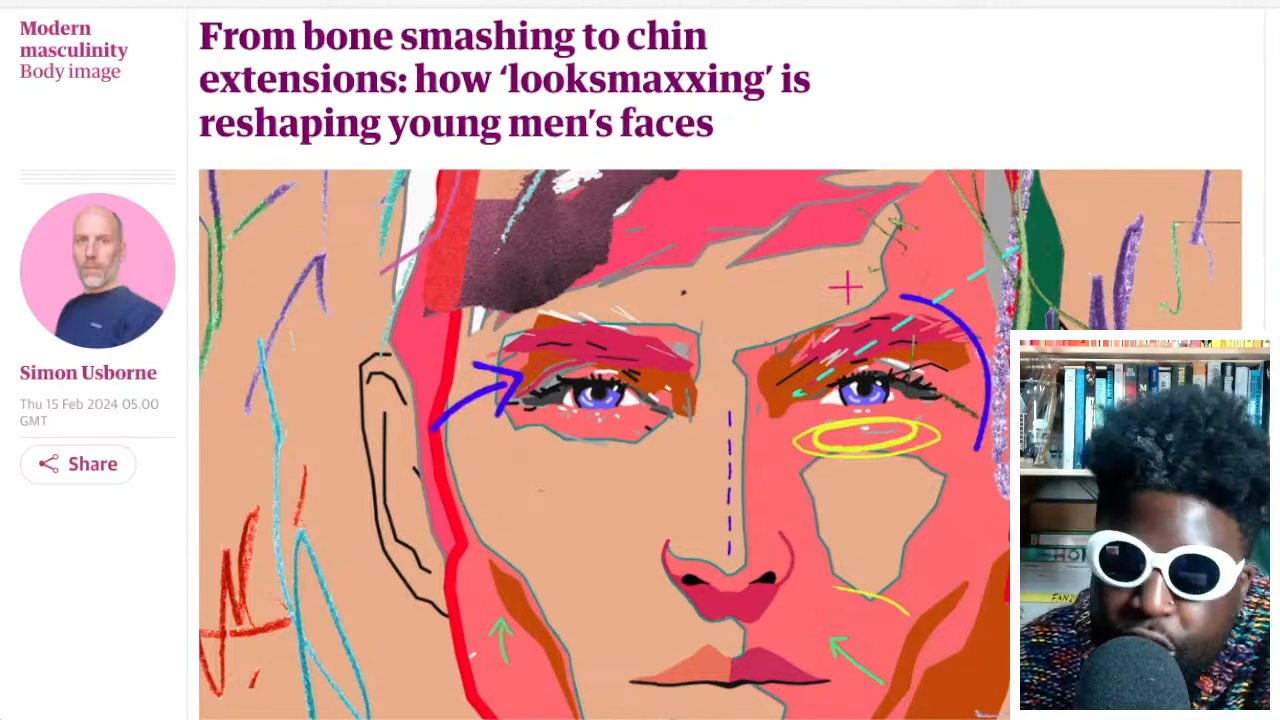 Modern
masculinity
Body image
From bone smashing to chin
extensions: how ‘looksmaxxing’ is
reshaping young men’s faces
Simon Usborne
Thu 15 Feb 2024 05.00
GMT
Share